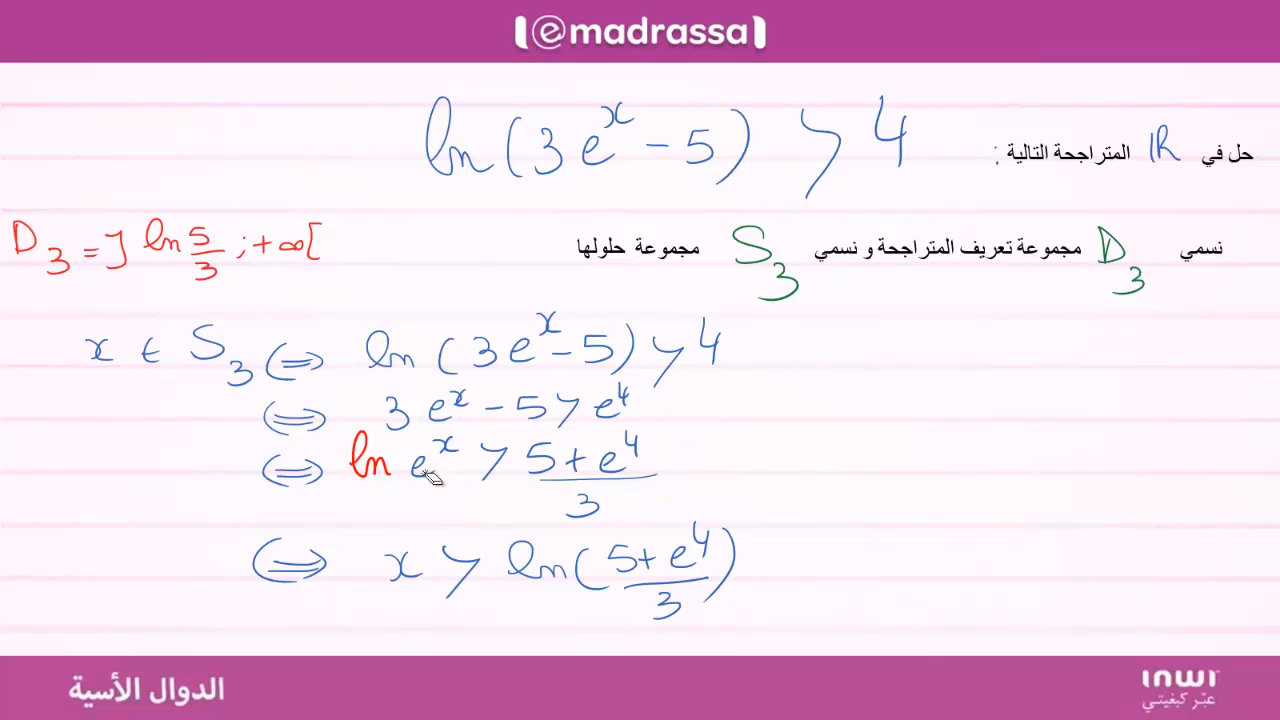 (@madrassa)
حل في IR المتراجحة التالية : ln(3e^x - 5) > 4
نسمي D₃ مجموعة تعريف المتراجحة و نسمي S₃ مجموعة حلولها
D₃ = ] ln 5/3 ; +∞[
x ∈ S₃ ⇔ ln(3e^x - 5) > 4
⇔ 3e^x - 5 > e^4
⇔ ln e^x > (5 + e^4)/3
⇔ x > ln((5 + e^4)/3)
الدوال الأسية
inwi
عبّر كيفيتي